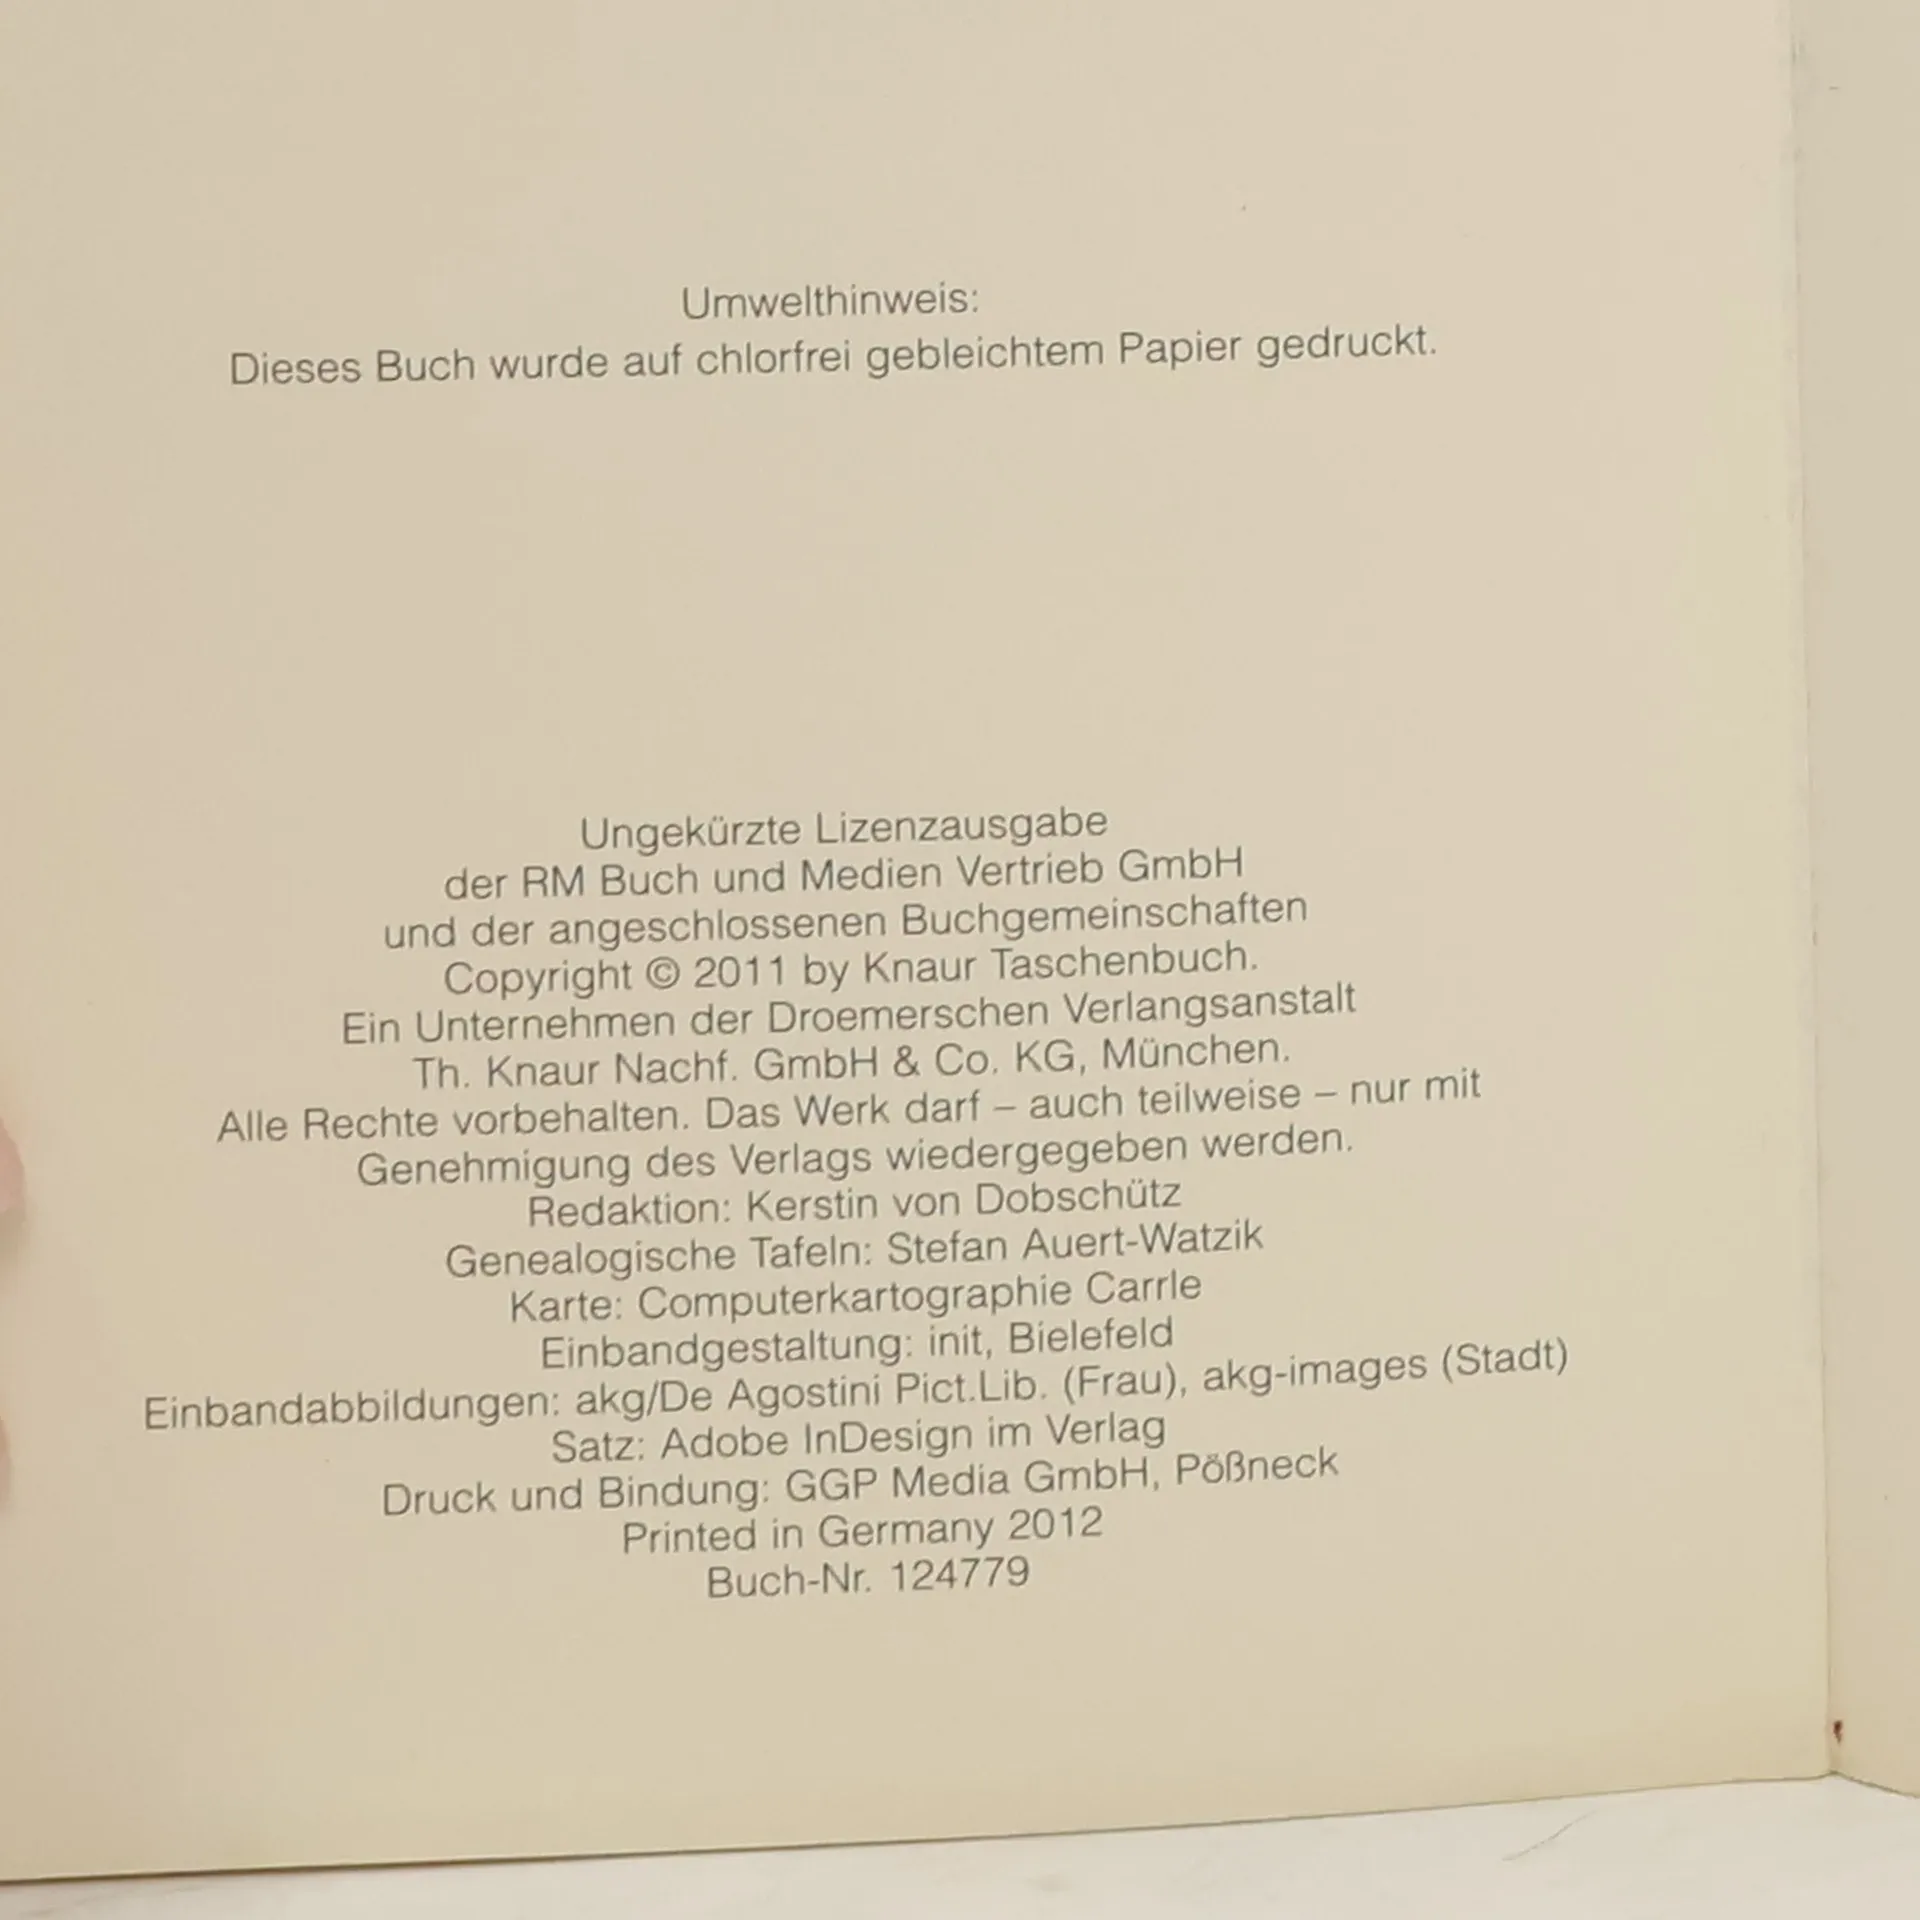 Umwelthinweis:
Dieses Buch wurde auf chlorfrei gebleichtem Papier gedruckt.
Ungekürzte Lizenzausgabe
der RM Buch und Medien Vertrieb GmbH
und der angeschlossenen Buchgemeinschaften
Copyright © 2011 by Knaur Taschenbuch.
Ein Unternehmen der Droemerschen Verlangsanstalt
Th. Knaur Nachf. GmbH & Co. KG, München.
Alle Rechte vorbehalten. Das Werk darf – auch teilweise – nur mit
Genehmigung des Verlags wiedergegeben werden.
Redaktion: Kerstin von Dobschütz
Genealogische Tafeln: Stefan Auert-Watzik
Karte: Computerkartographie Carrle
Einbandgestaltung: init, Bielefeld
Einbandabbildungen: akg/De Agostini Pict.Lib. (Frau), akg-images (Stadt)
Satz: Adobe InDesign im Verlag
Druck und Bindung: GGP Media GmbH, Pößneck
Printed in Germany 2012
Buch-Nr. 124779